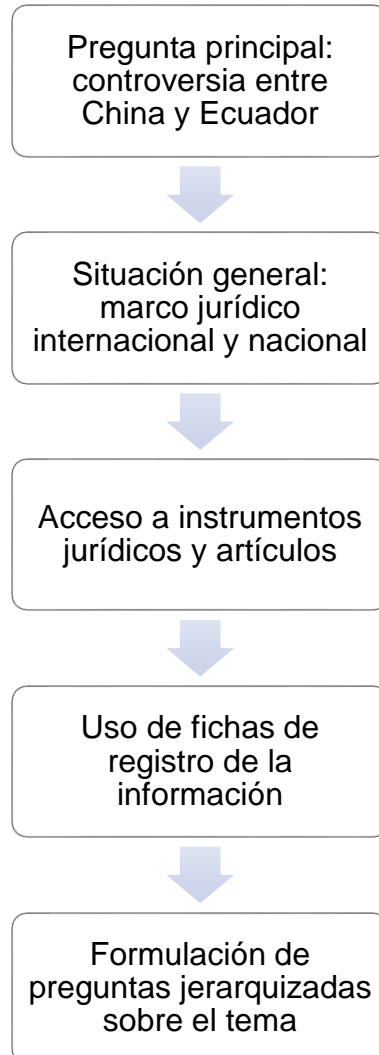 Pregunta principal:
controversia entre
China y Ecuador
Situación general:
marco jurídico
internacional y nacional
Acceso a instrumentos
jurídicos y artículos
Uso de fichas de
registro de la
información
Formulación de
preguntas jerarquizadas
sobre el tema